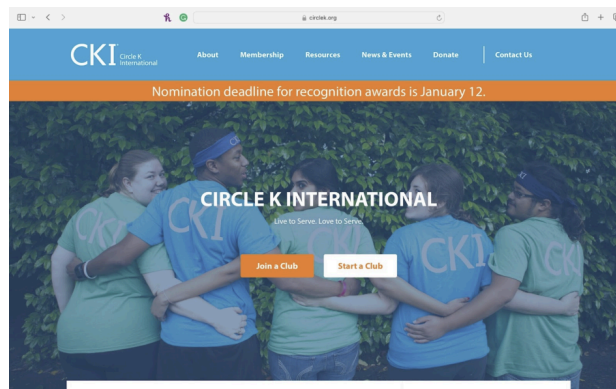 circlek.org
CKI Circle K
International
About Membership Resources News & Events Donate Contact Us
Nomination deadline for recognition awards is January 12.
CIRCLE K INTERNATIONAL
Live to Serve. Love to Serve.
Join a Club Start a Club
CKI
CKI
CKI
CKI